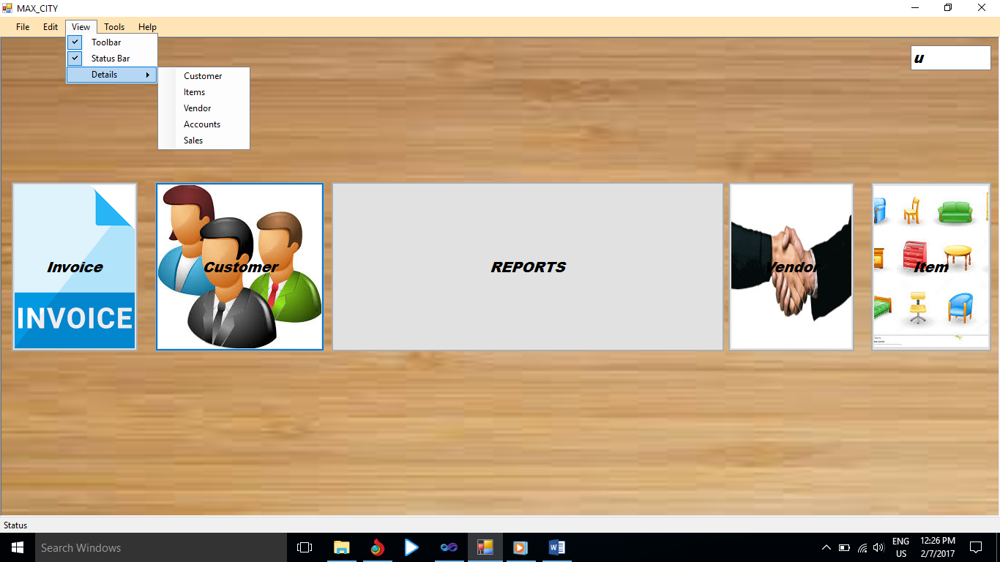 MAX_CITY
File Edit View Tools Help
Toolbar
Status Bar
Details
Customer
Items
Vendor
Accounts
Sales
u
Invoice
INVOICE
Customer
REPORTS
Vendor
Item
Status
Search Windows
ENG
US
12:26 PM
2/7/2017